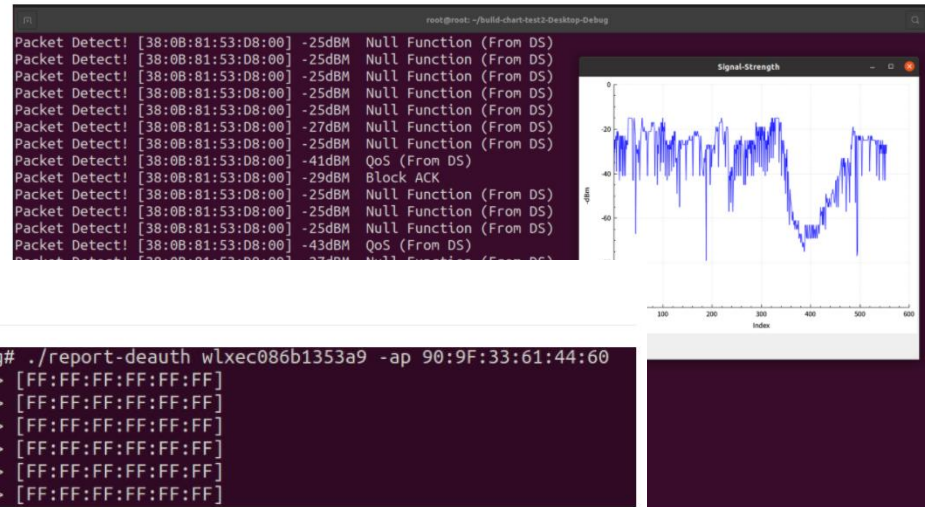 root@root: ~/build-chart-test2-Desktop-Debug
Packet Detect! [38:0B:81:53:D8:00] -25dBM Null Function (From DS)
Packet Detect! [38:0B:81:53:D8:00] -25dBM Null Function (From DS)
Packet Detect! [38:0B:81:53:D8:00] -25dBM Null Function (From DS)
Packet Detect! [38:0B:81:53:D8:00] -25dBM Null Function (From DS)
Packet Detect! [38:0B:81:53:D8:00] -25dBM Null Function (From DS)
Packet Detect! [38:0B:81:53:D8:00] -27dBM Null Function (From DS)
Packet Detect! [38:0B:81:53:D8:00] -25dBM Null Function (From DS)
Packet Detect! [38:0B:81:53:D8:00] -41dBM QoS (From DS)
Packet Detect! [38:0B:81:53:D8:00] -29dBM Block ACK
Packet Detect! [38:0B:81:53:D8:00] -25dBM Null Function (From DS)
Packet Detect! [38:0B:81:53:D8:00] -25dBM Null Function (From DS)
Packet Detect! [38:0B:81:53:D8:00] -25dBM Null Function (From DS)
Packet Detect! [38:0B:81:53:D8:00] -43dBM QoS (From DS)
Signal-Strength
0
-20
-40
-60
-dBm
100 200 300 400 500 600
Index
# ./report-deauth wlxec086b1353a9 -ap 90:9F:33:61:44:60
> [FF:FF:FF:FF:FF:FF]
> [FF:FF:FF:FF:FF:FF]
> [FF:FF:FF:FF:FF:FF]
> [FF:FF:FF:FF:FF:FF]
> [FF:FF:FF:FF:FF:FF]
> [FF:FF:FF:FF:FF:FF]